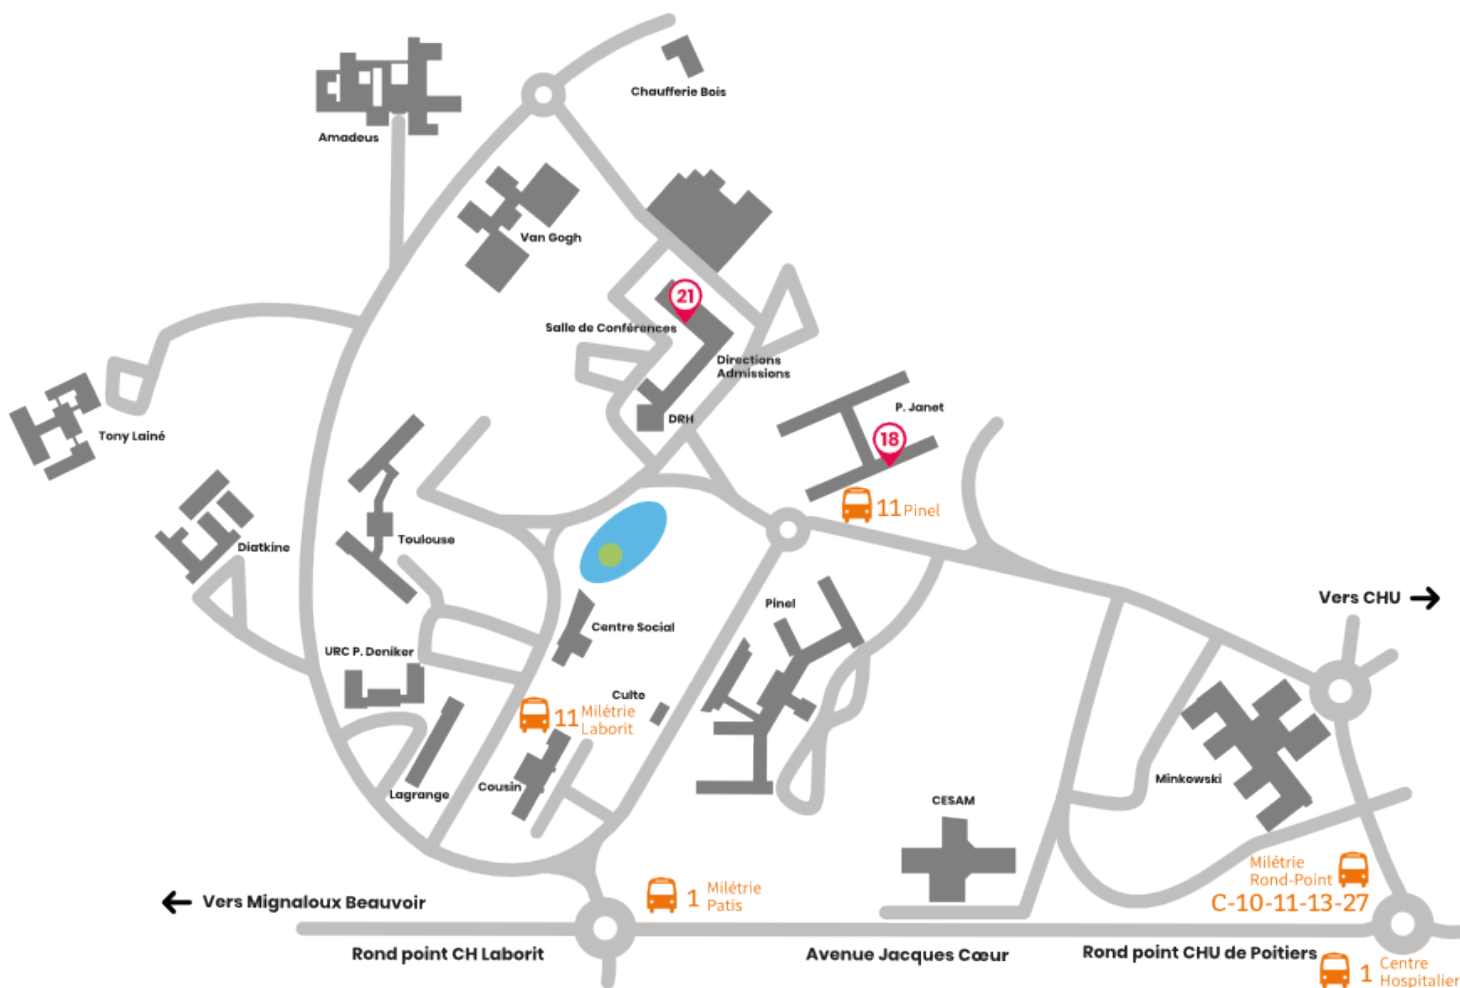 Chaufferie Bois
Amadeus
Van Gogh
21
Salle de Conférences
Directions
Admissions
P. Janet
DRH
18
Tony Lainé
11 Pinel
Toulouse
Diatkine
Vers CHU
Pinel
Centre Social
URC P. Deniker
Culte
11 Milétrie
Laborit
Minkowski
Cousin
Lagrange
CESAM
Milétrie
Rond-Point
C-10-11-13-27
1 Milétrie
Patis
Vers Mignaloux Beauvoir
Rond point CH Laborit
Avenue Jacques Cœur
Rond point CHU de Poitiers
1 Centre
Hospitalier